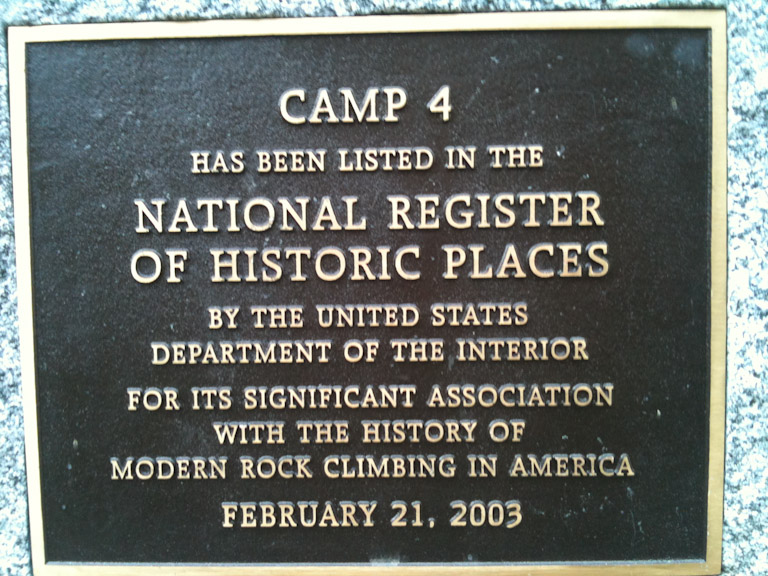 CAMP 4
HAS BEEN LISTED IN THE
NATIONAL REGISTER
OF HISTORIC PLACES
BY THE UNITED STATES
DEPARTMENT OF THE INTERIOR
FOR ITS SIGNIFICANT ASSOCIATION
WITH THE HISTORY OF
MODERN ROCK CLIMBING IN AMERICA
FEBRUARY 21, 2003